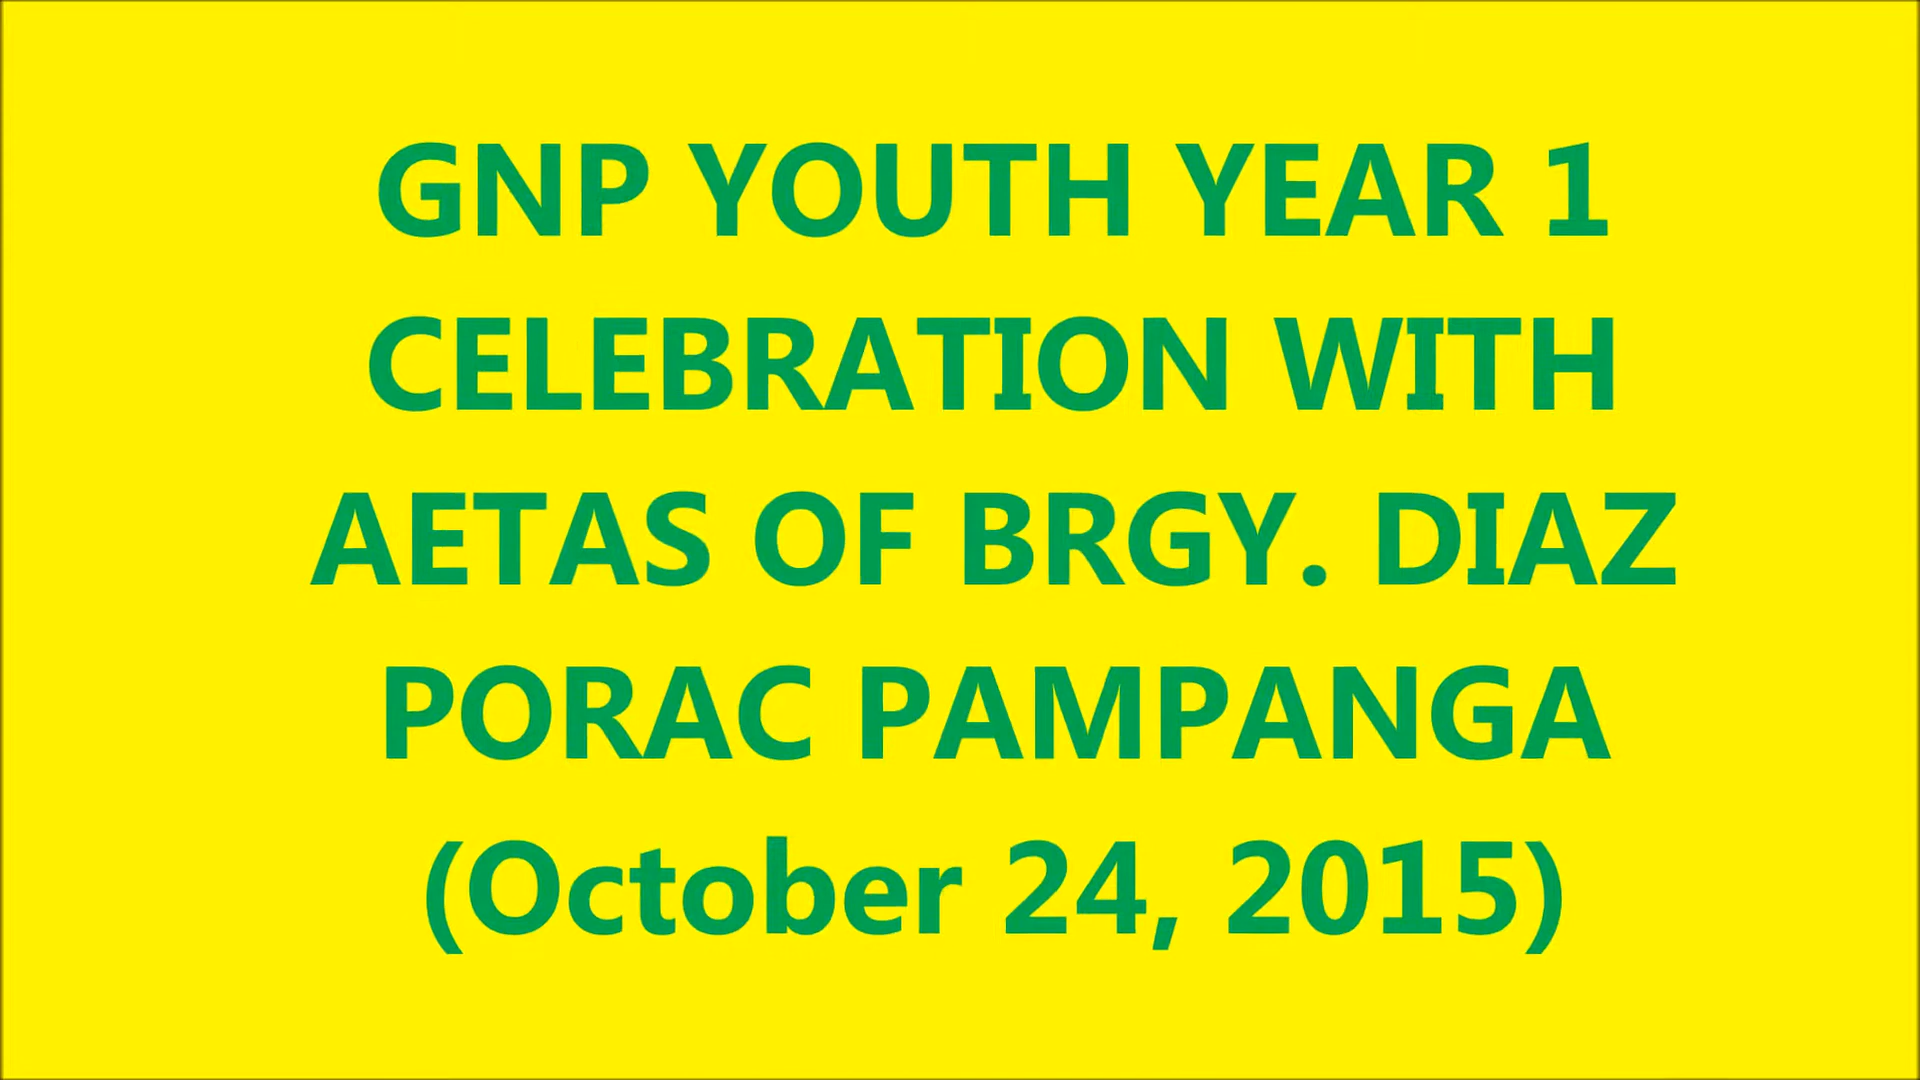 GNP YOUTH YEAR 1
CELEBRATION WITH
AETAS OF BRGY. DIAZ
PORAC PAMPANGA
(October 24, 2015)